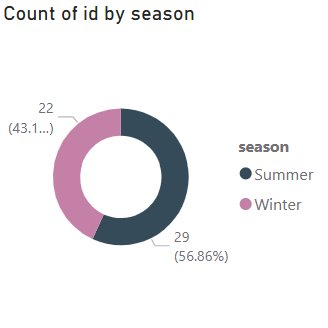 Count of id by season
22
(43.1...)
season
Summer
Winter
29
(56.86%)